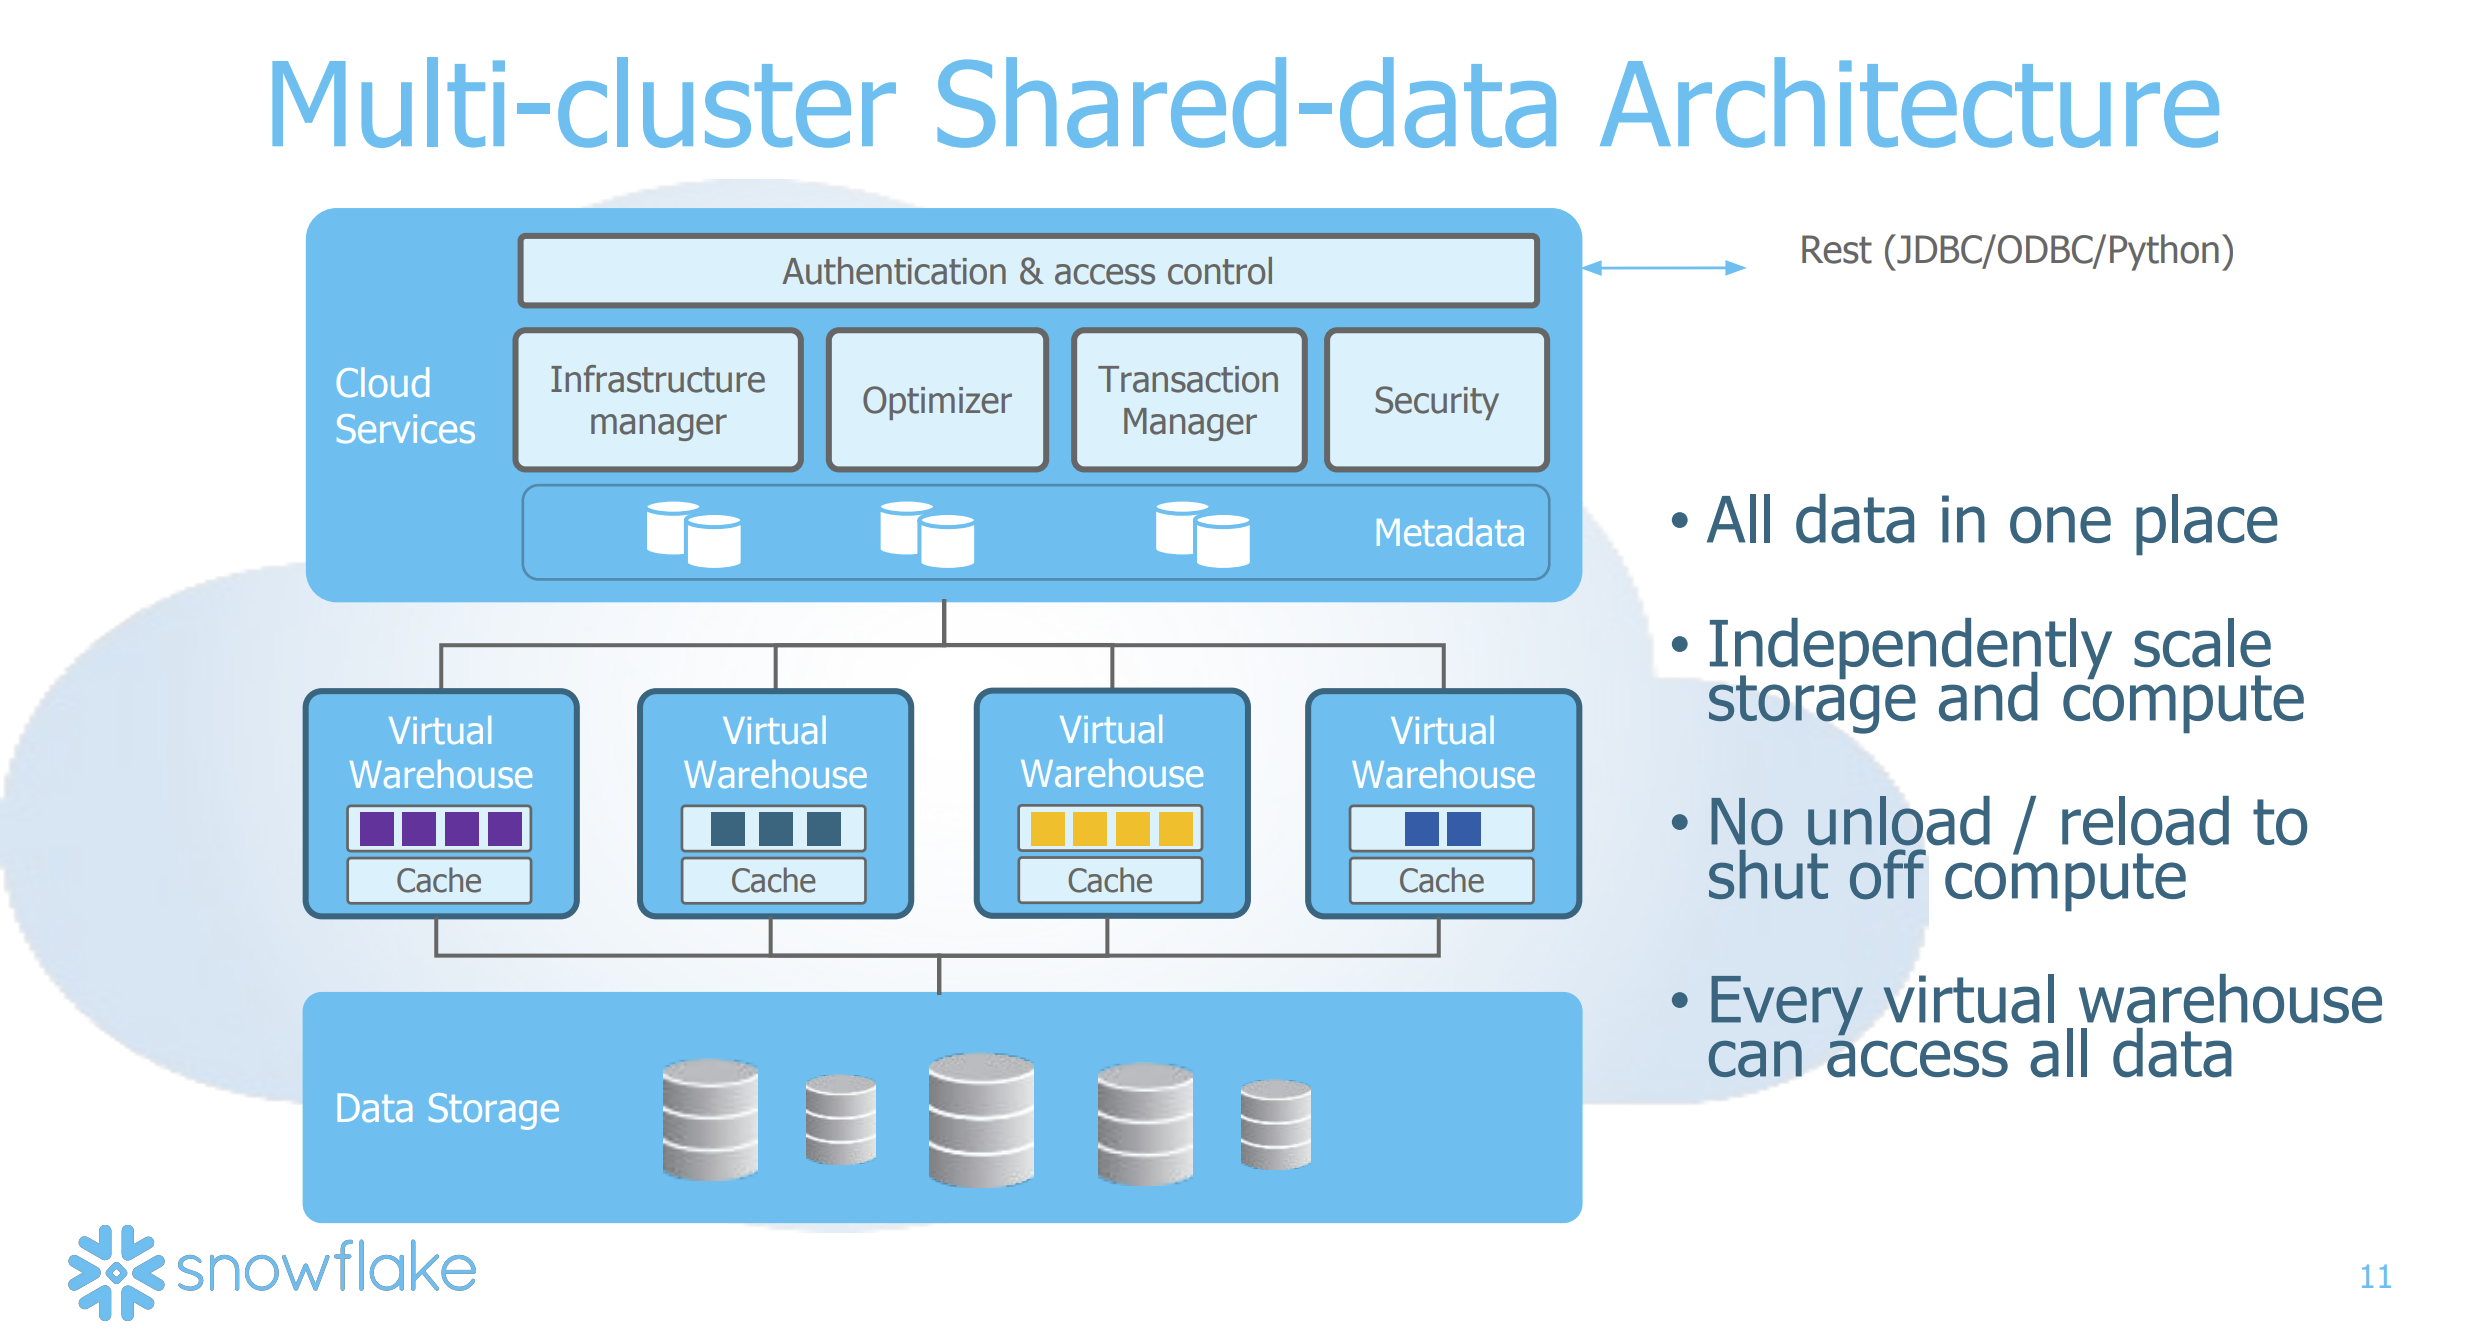 Multi-cluster Shared-data Architecture
Authentication & access control
Rest (JDBC/ODBC/Python)
Cloud
Services
Infrastructure
manager
Optimizer
Transaction
Manager
Security
Metadata
Virtual
Warehouse
Cache
Virtual
Warehouse
Cache
Virtual
Warehouse
Cache
Virtual
Warehouse
Cache
Data Storage
• All data in one place
• Independently scale
storage and compute
• No unload / reload to
shut off compute
• Every virtual warehouse
can access all data
snowflake
11